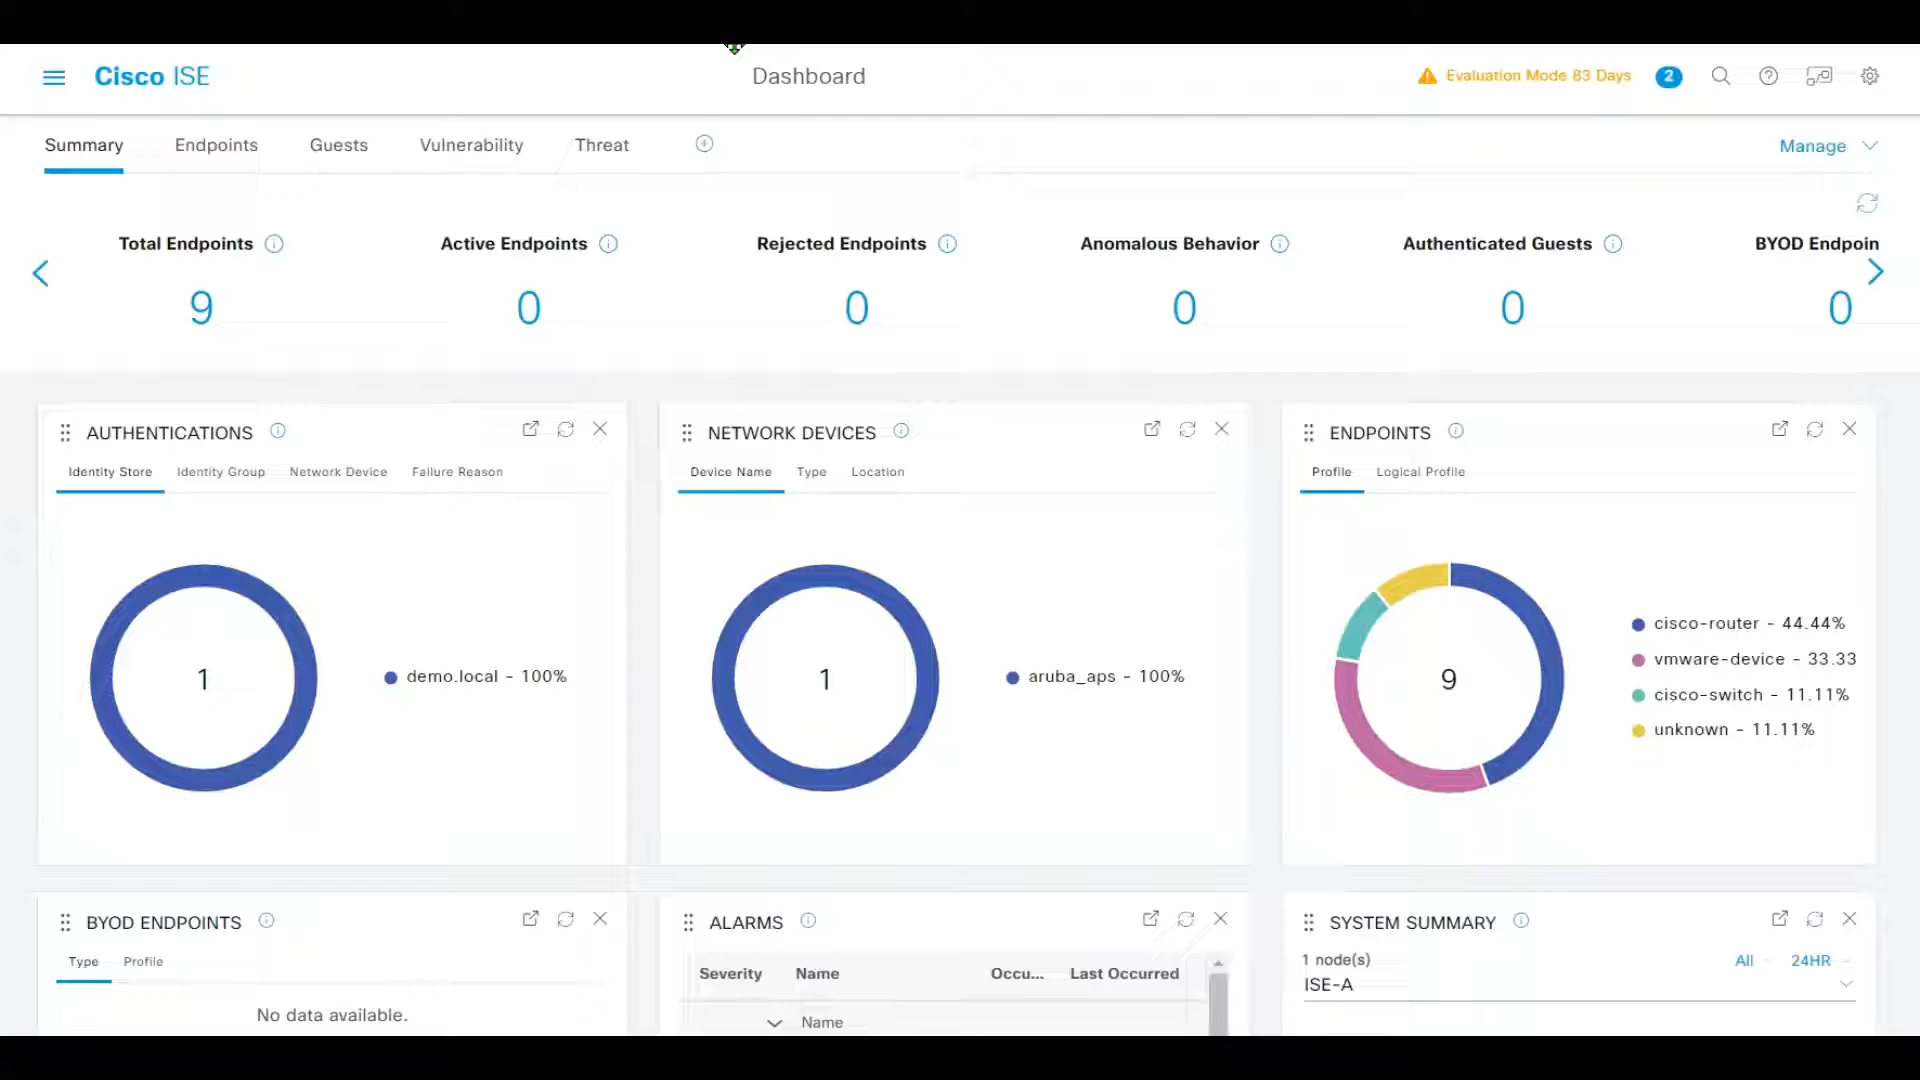 Cisco ISE
Dashboard
Evaluation Mode 83 Days
2
Summary
Endpoints
Guests
Vulnerability
Threat
Manage
Total Endpoints
Active Endpoints
Rejected Endpoints
Anomalous Behavior
Authenticated Guests
BYOD Endpoin
9
0
0
0
0
0
AUTHENTICATIONS
Identity Store
Identity Group
Network Device
Failure Reason
1
demo.local - 100%
NETWORK DEVICES
Device Name
Type
Location
1
aruba_aps - 100%
ENDPOINTS
Profile
Logical Profile
9
cisco-router - 44.44%
vmware-device - 33.33
cisco-switch - 11.11%
unknown - 11.11%
BYOD ENDPOINTS
Type
Profile
No data available.
ALARMS
Severity
Name
Occu...
Last Occurred
Name
SYSTEM SUMMARY
1 node(s)
All
24HR
ISE-A